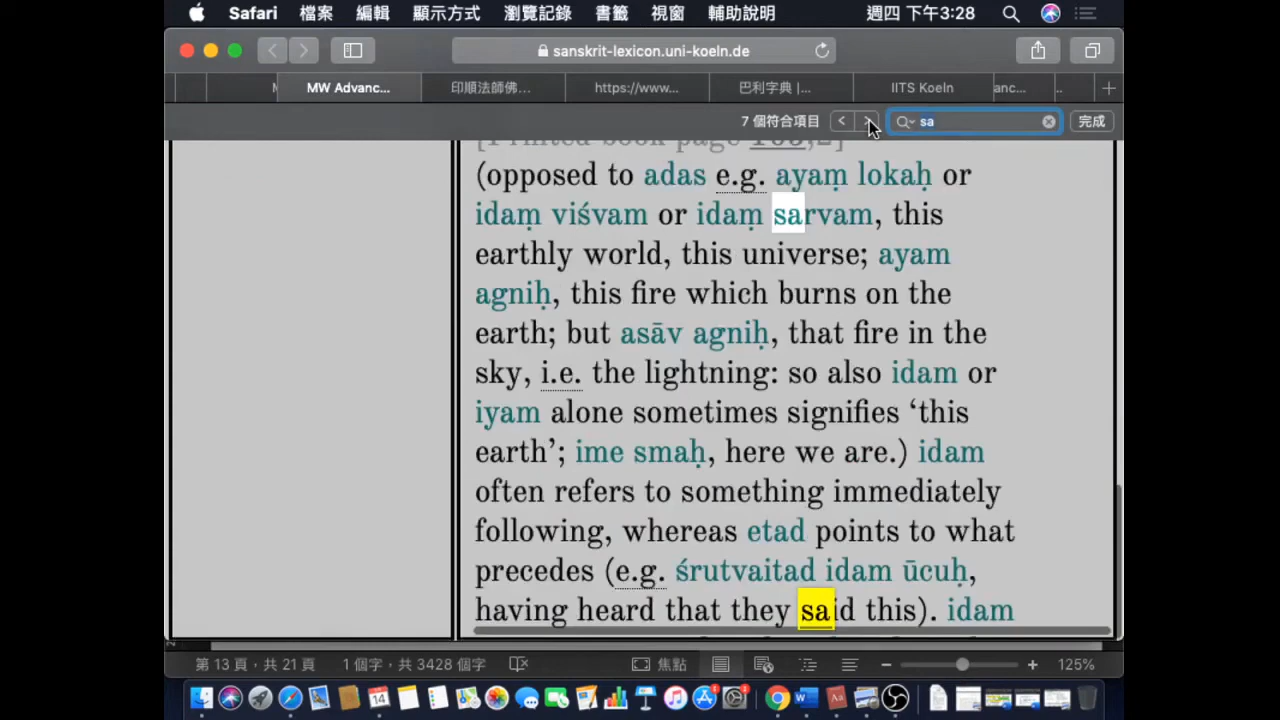 Safari 檔案 編輯 顯示方式 瀏覽記錄 書籤 視窗 輔助說明 週四 下午3:28
sanskrit-lexicon.uni-koeln.de
MW Advanc... 印順法師佛... https://www... 巴利字典 |... IITS Koeln anc... ..
7 個符合項目 sa 完成
[Printed book page 165,2]
(opposed to adas e.g. ayaṃ lokaḥ or
idaṃ viśvam or idaṃ sarvam, this
earthly world, this universe; ayam
agniḥ, this fire which burns on the
earth; but asāv agniḥ, that fire in the
sky, i.e. the lightning: so also idam or
iyam alone sometimes signifies ‘this
earth’; ime smaḥ, here we are.) idam
often refers to something immediately
following, whereas etad points to what
precedes (e.g. śrutvaitad idam ūcuḥ,
having heard that they said this). idam
第 13 頁，共 21 頁 1 個字，共 3428 個字 焦點 125%